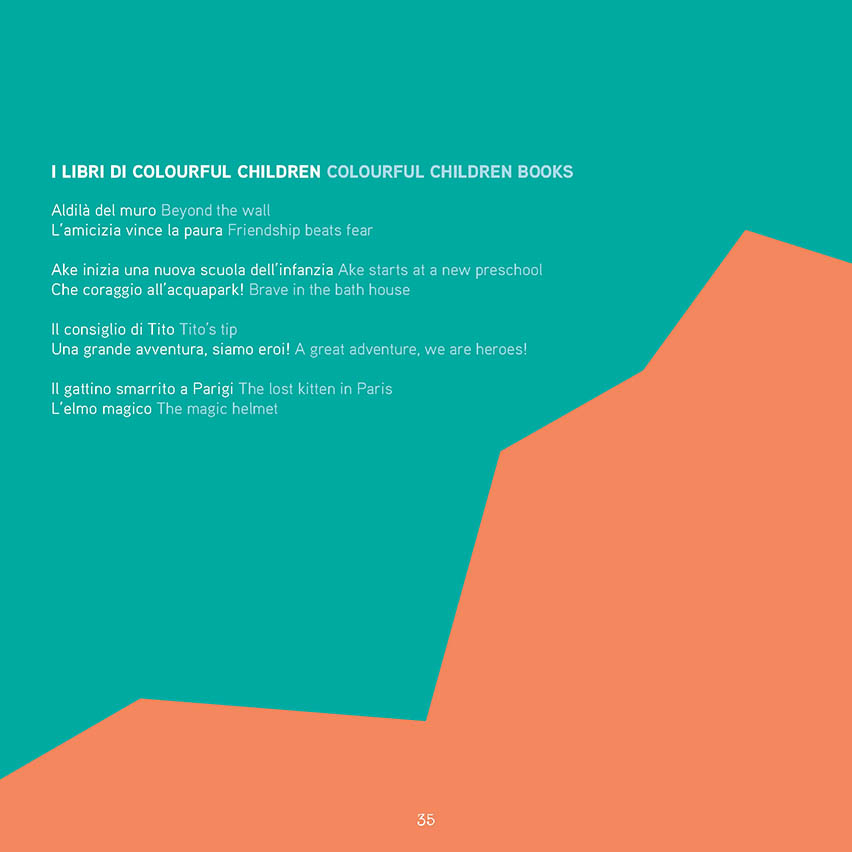 I LIBRI DI COLOURFUL CHILDREN COLOURFUL CHILDREN BOOKS
Aldilà del muro Beyond the wall
L'amicizia vince la paura Friendship beats fear
Ake inizia una nuova scuola dell'infanzia Ake starts at a new preschool
Che coraggio all'acquapark! Brave in the bath house
Il consiglio di Tito Tito's tip
Una grande avventura, siamo eroi! A great adventure, we are heroes!
Il gattino smarrito a Parigi The lost kitten in Paris
L'elmo magico The magic helmet
35